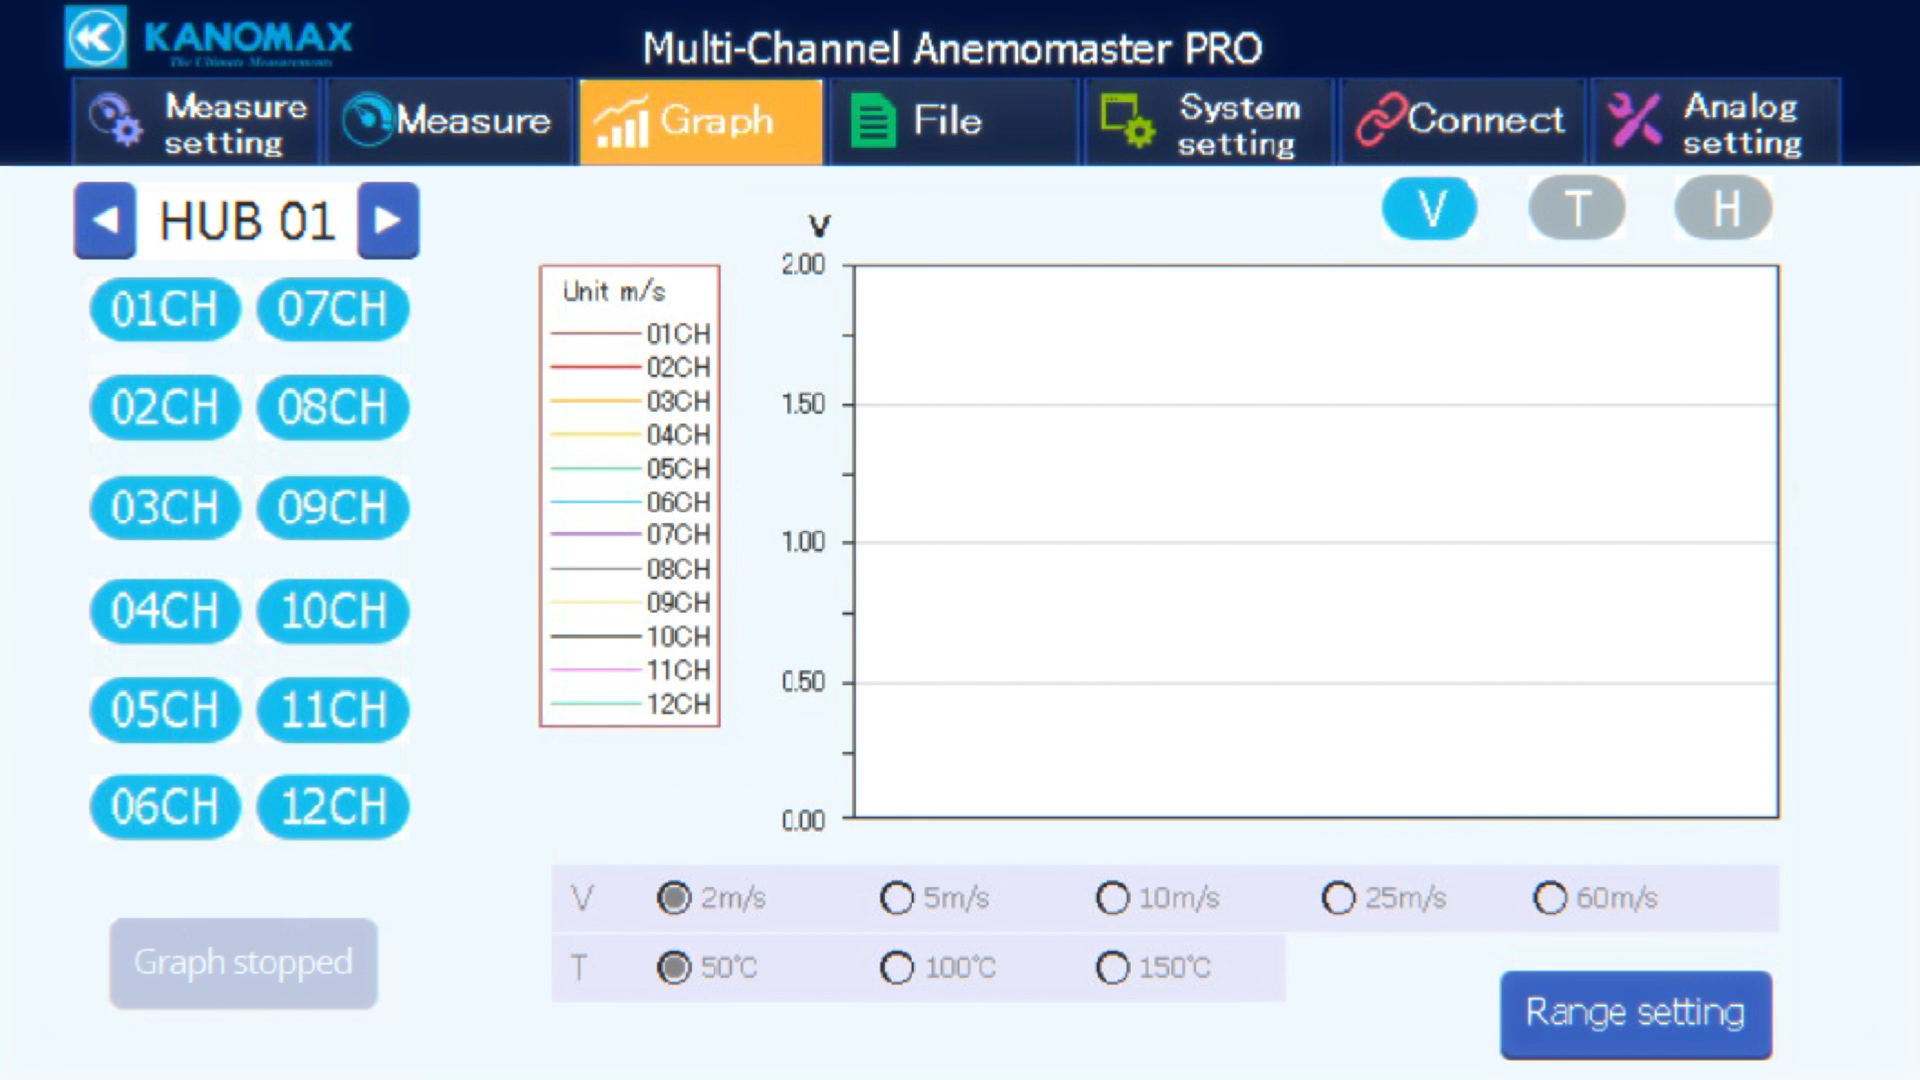 KANOMAX
The Ultimate Measurements
Multi-Channel Anemomaster PRO
Measure setting
Measure
Graph
File
System setting
Connect
Analog setting
HUB 01
V
T
H
01CH 07CH
02CH 08CH
03CH 09CH
04CH 10CH
05CH 11CH
06CH 12CH
Graph stopped
Unit m/s
01CH
02CH
03CH
04CH
05CH
06CH
07CH
08CH
09CH
10CH
11CH
12CH
V
2.00
1.50
1.00
0.50
0.00
V 2m/s 5m/s 10m/s 25m/s 60m/s
T 50℃ 100℃ 150℃
Range setting